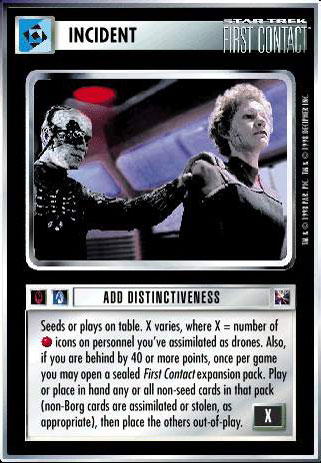 INCIDENT
STAR TREK
FIRST CONTACT
TM & © 1998 PAR. PIC. TM & © 1998 DECIPHER INC.
ADD DISTINCTIVENESS
Seeds or plays on table. X varies, where X = number of
icons on personnel you've assimilated as drones. Also,
if you are behind by 40 or more points, once per game
you may open a sealed First Contact expansion pack. Play
or place in hand any or all non-seed cards in that pack
(non-Borg cards are assimilated or stolen, as
appropriate), then place the others out-of-play.
X